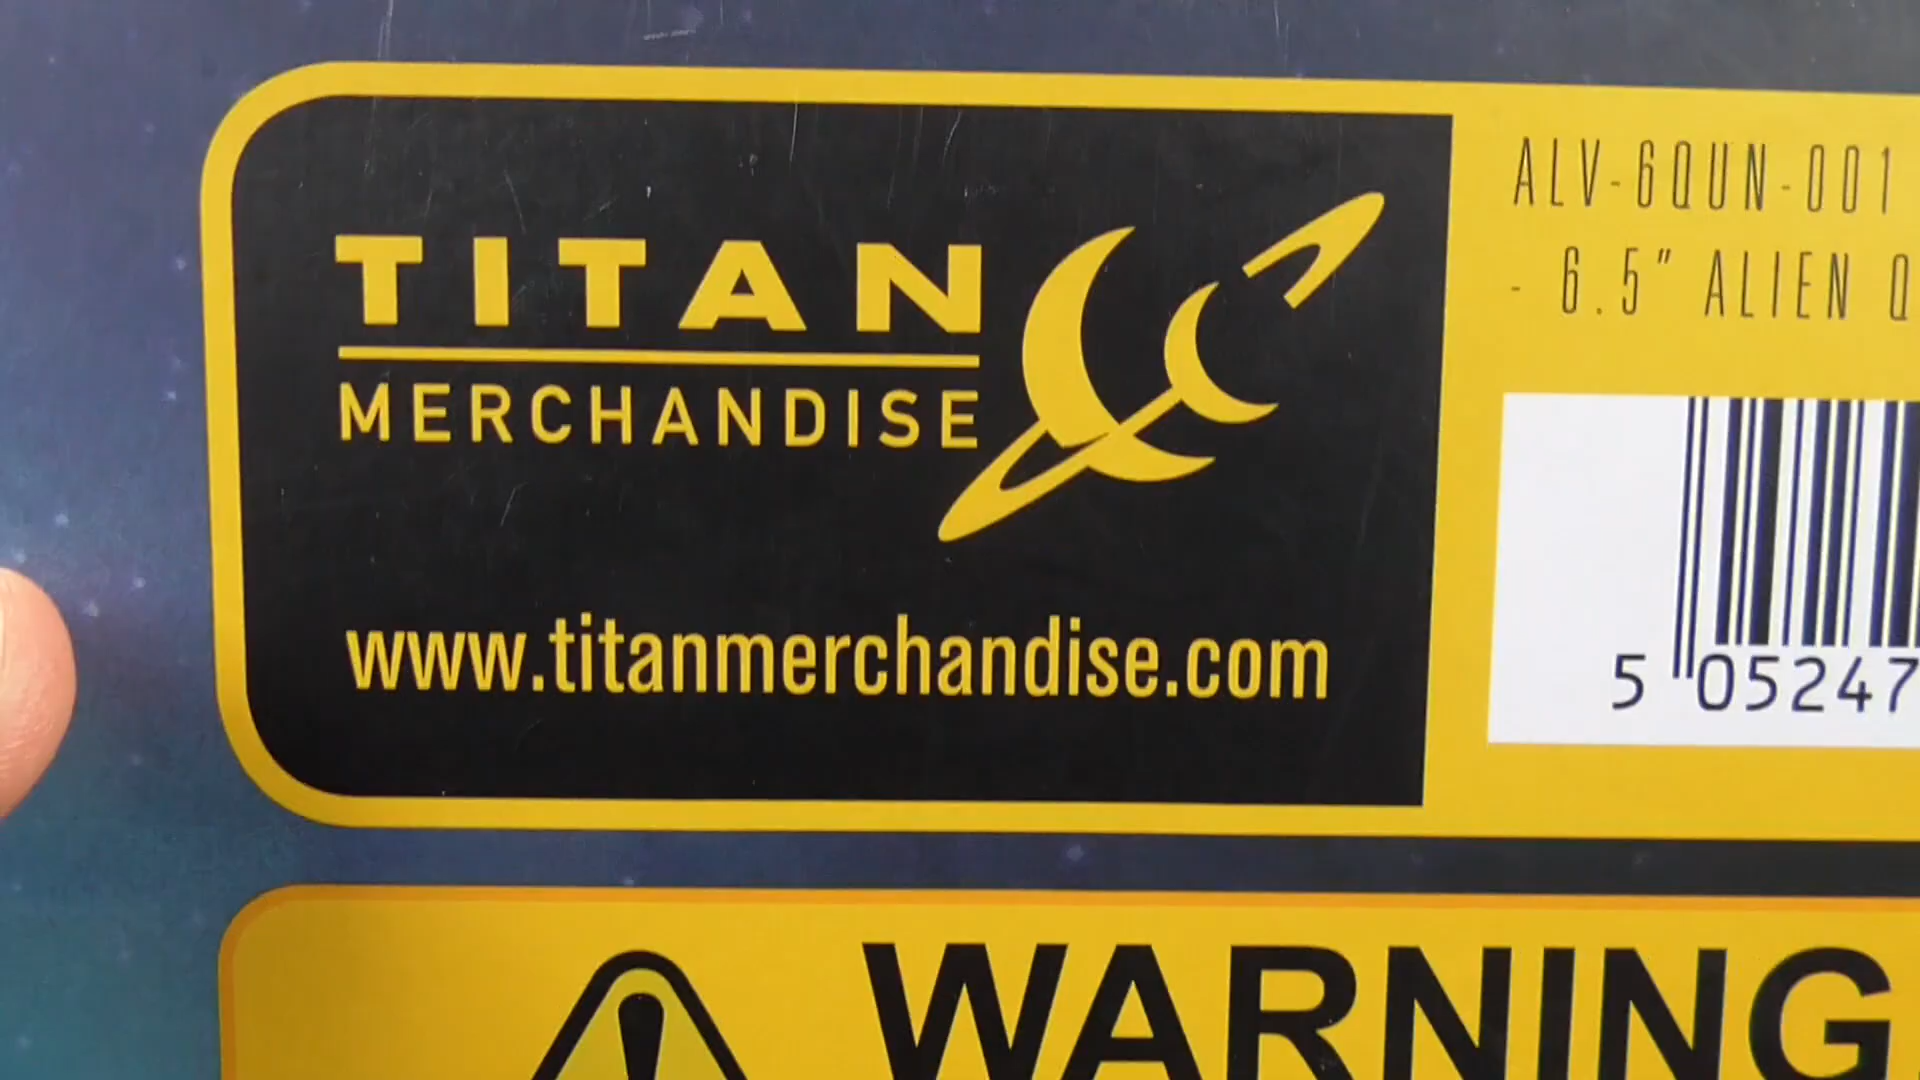 TITAN
MERCHANDISE
www.titanmerchandise.com
ALV-6QUN-001
- 6.5" ALIEN Q
5 05247
WARNING